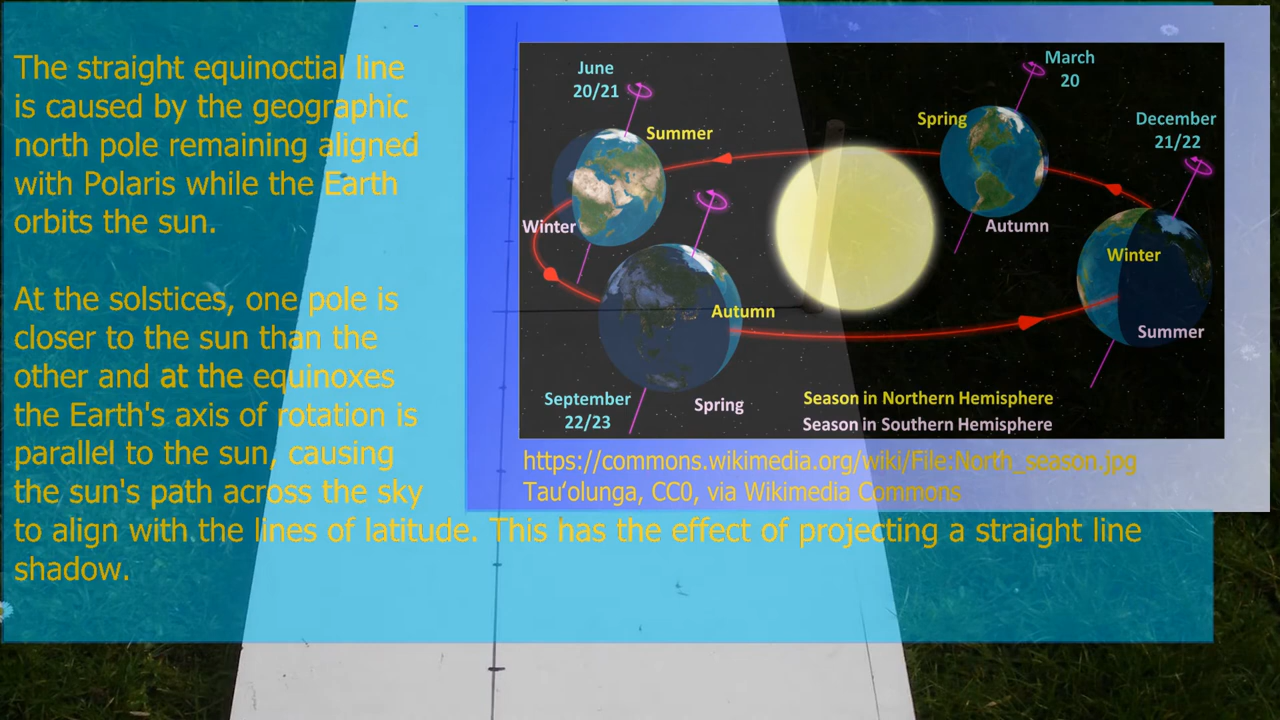 The straight equinoctial line
is caused by the geographic
north pole remaining aligned
with Polaris while the Earth
orbits the sun.
At the solstices, one pole is
closer to the sun than the
other and at the equinoxes
the Earth's axis of rotation is
parallel to the sun, causing
the sun's path across the sky
to align with the lines of latitude. This has the effect of projecting a straight line
shadow.
June
20/21
Summer
Winter
March
20
Spring
Autumn
December
21/22
Winter
Summer
Autumn
September
22/23
Spring
Season in Northern Hemisphere
Season in Southern Hemisphere
https://commons.wikimedia.org/wiki/File:North_season.jpg
Tauʻolunga, CC0, via Wikimedia Commons